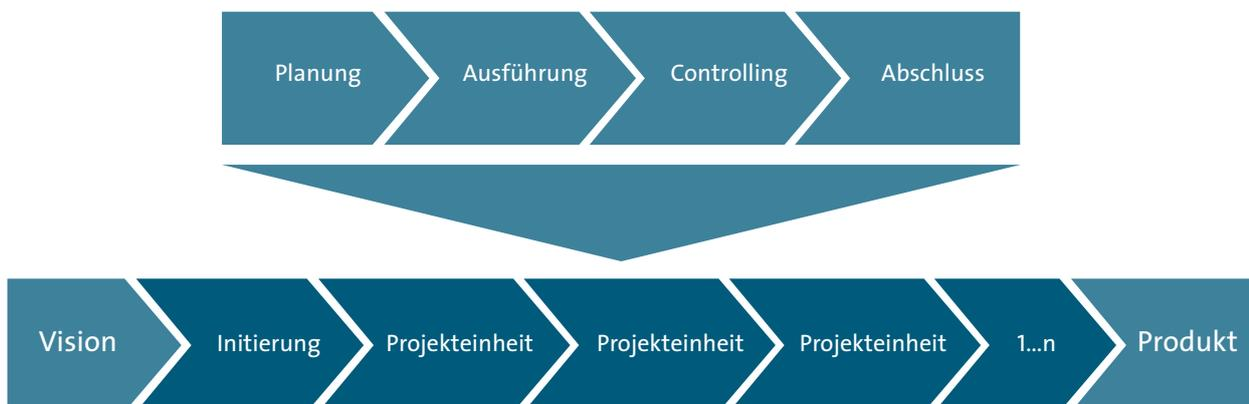 Planung Ausführung Controlling Abschluss
Vision Initierung Projekteinheit Projekteinheit Projekteinheit 1...n Produkt